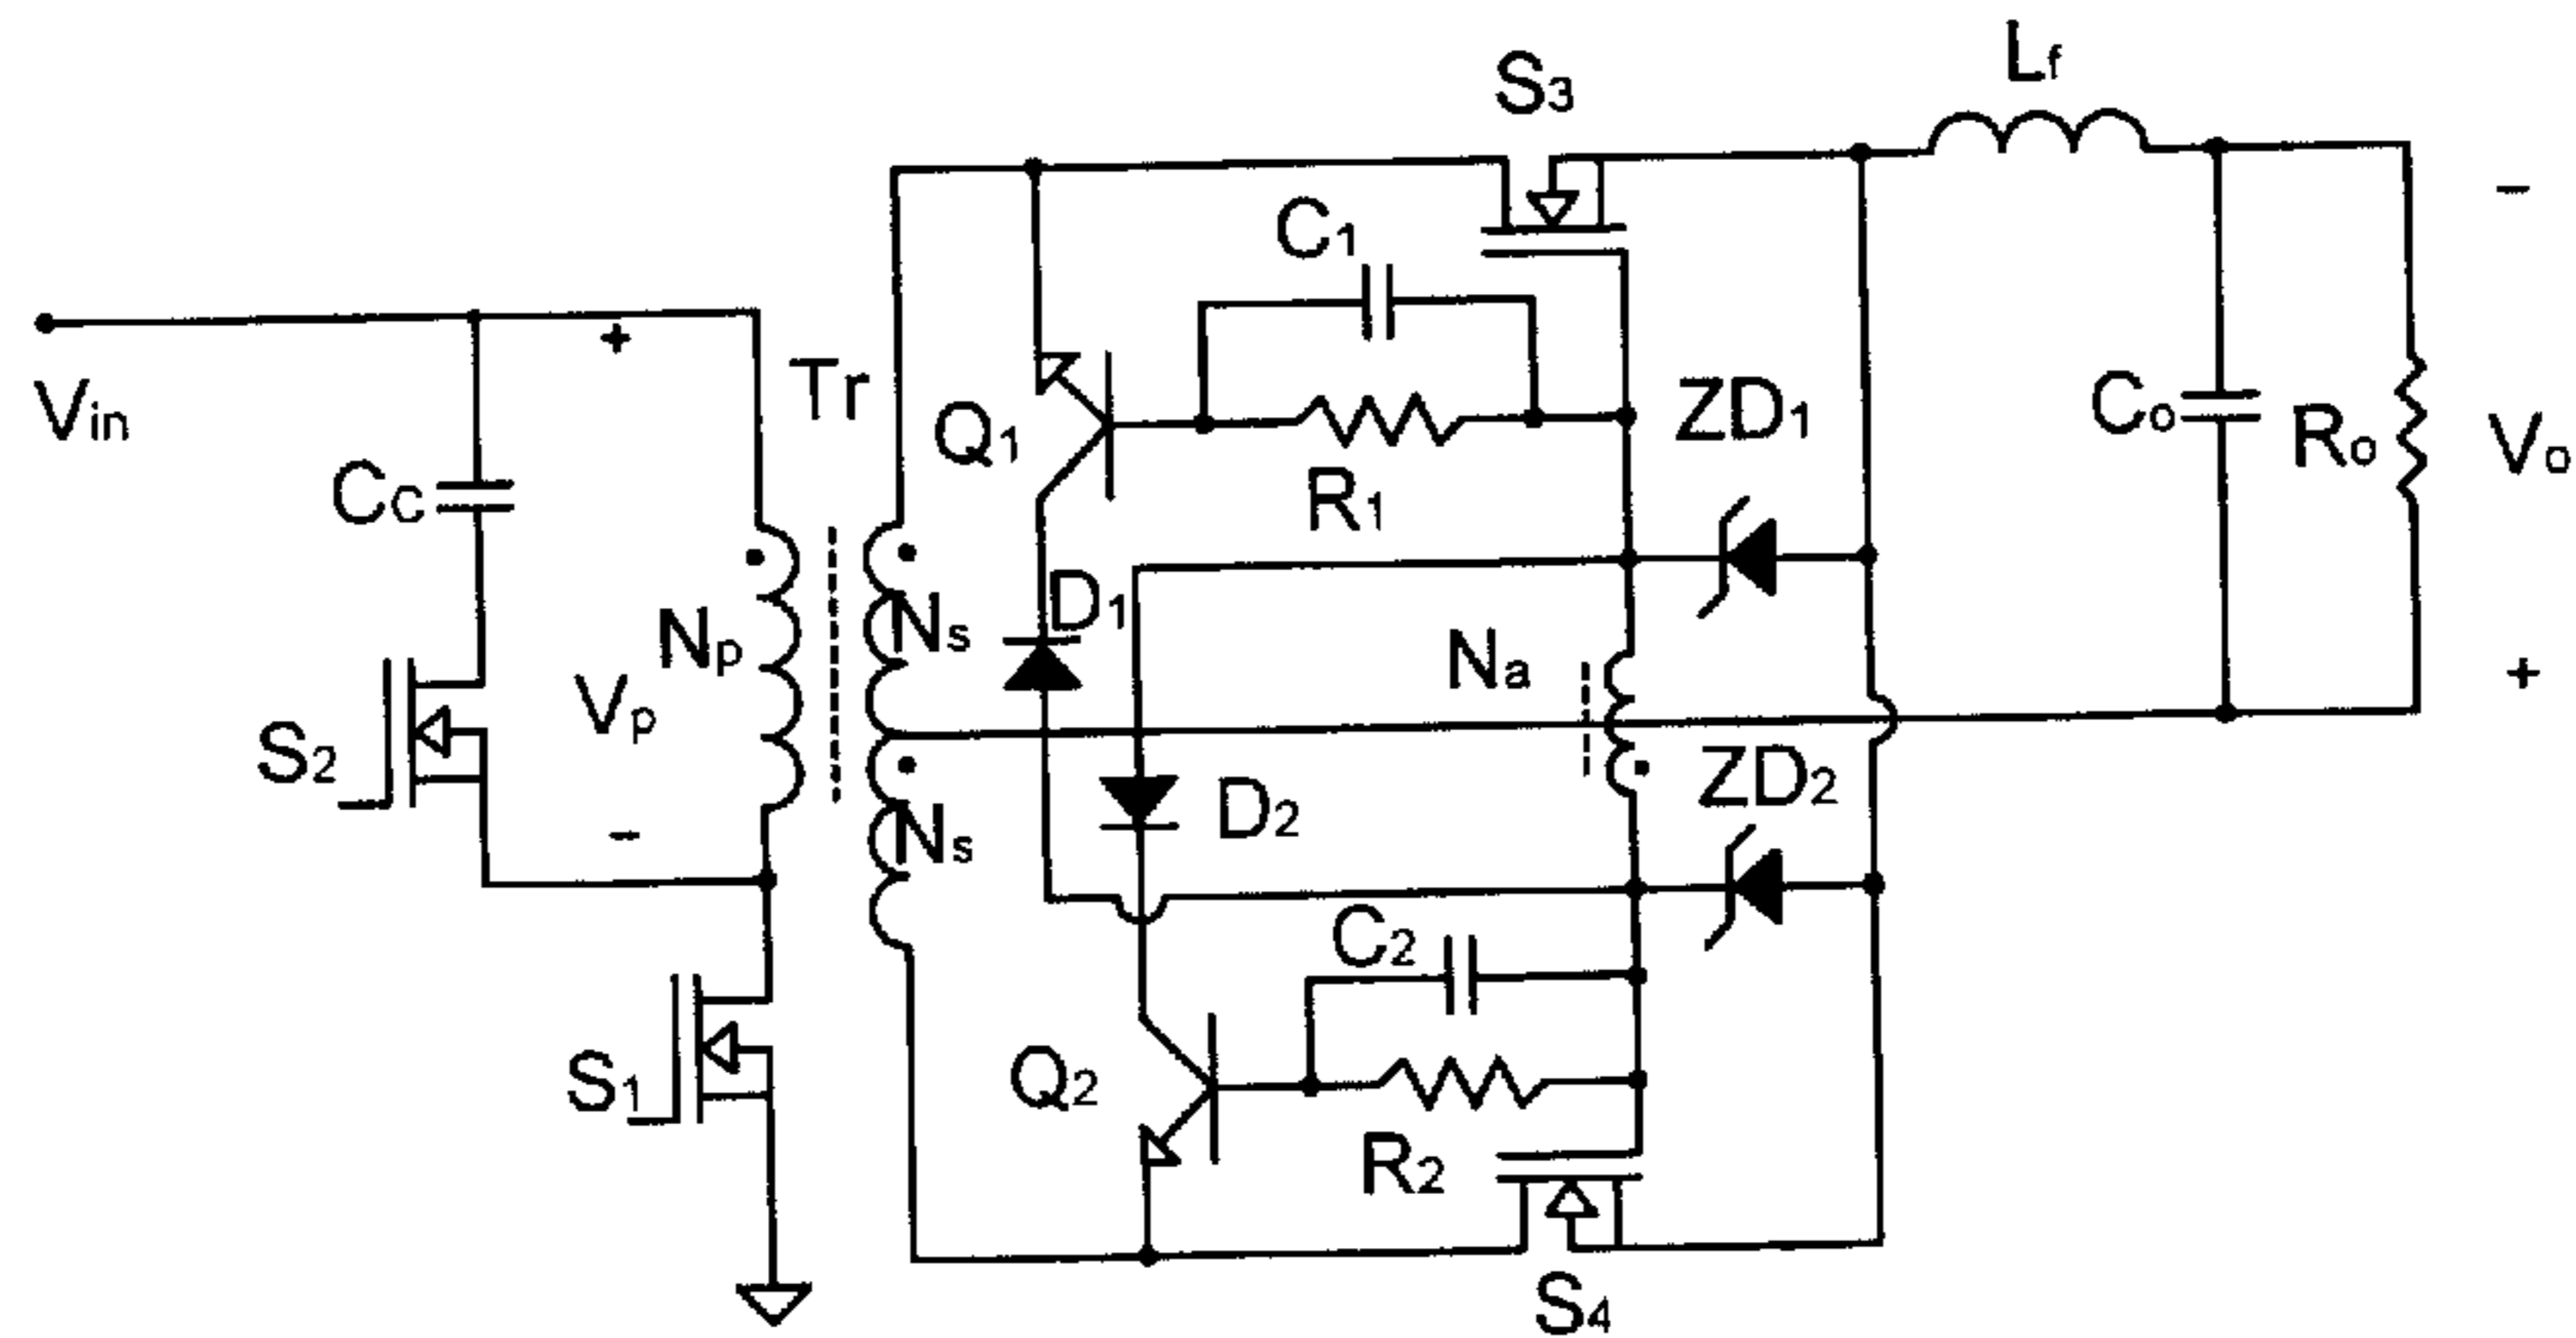 Lf
S3
−
C1
+
Tr
ZD1
Vin
Q1
Co
Ro
Vo
Cc
R1
D1
Np
Ns
Na
+
S2
Vp
ZD2
D2
−
Ns
C2
S1
Q2
R2
S4